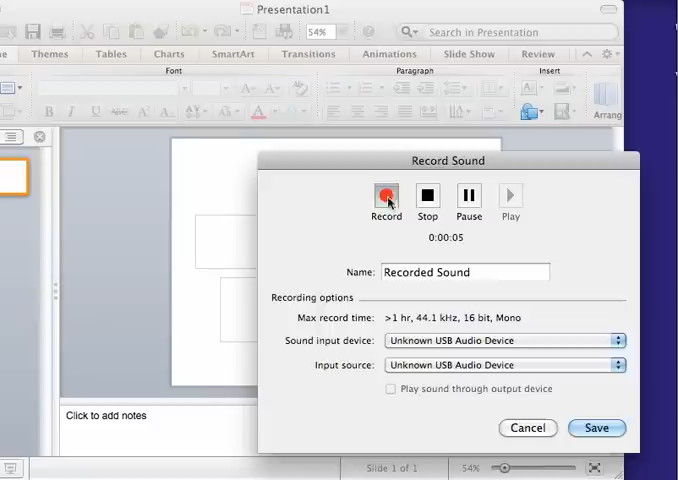 Presentation1
54% Search in Presentation
Themes Tables Charts SmartArt Transitions Animations Slide Show Review
Font Paragraph Insert
B I U ABC
Arrang
Record Sound
Record Stop Pause Play
0:00:05
Name: Recorded Sound
Recording options
Max record time: >1 hr, 44.1 kHz, 16 bit, Mono
Sound input device: Unknown USB Audio Device
Input source: Unknown USB Audio Device
Play sound through output device
Click to add notes
Cancel Save
Slide 1 of 1 54%